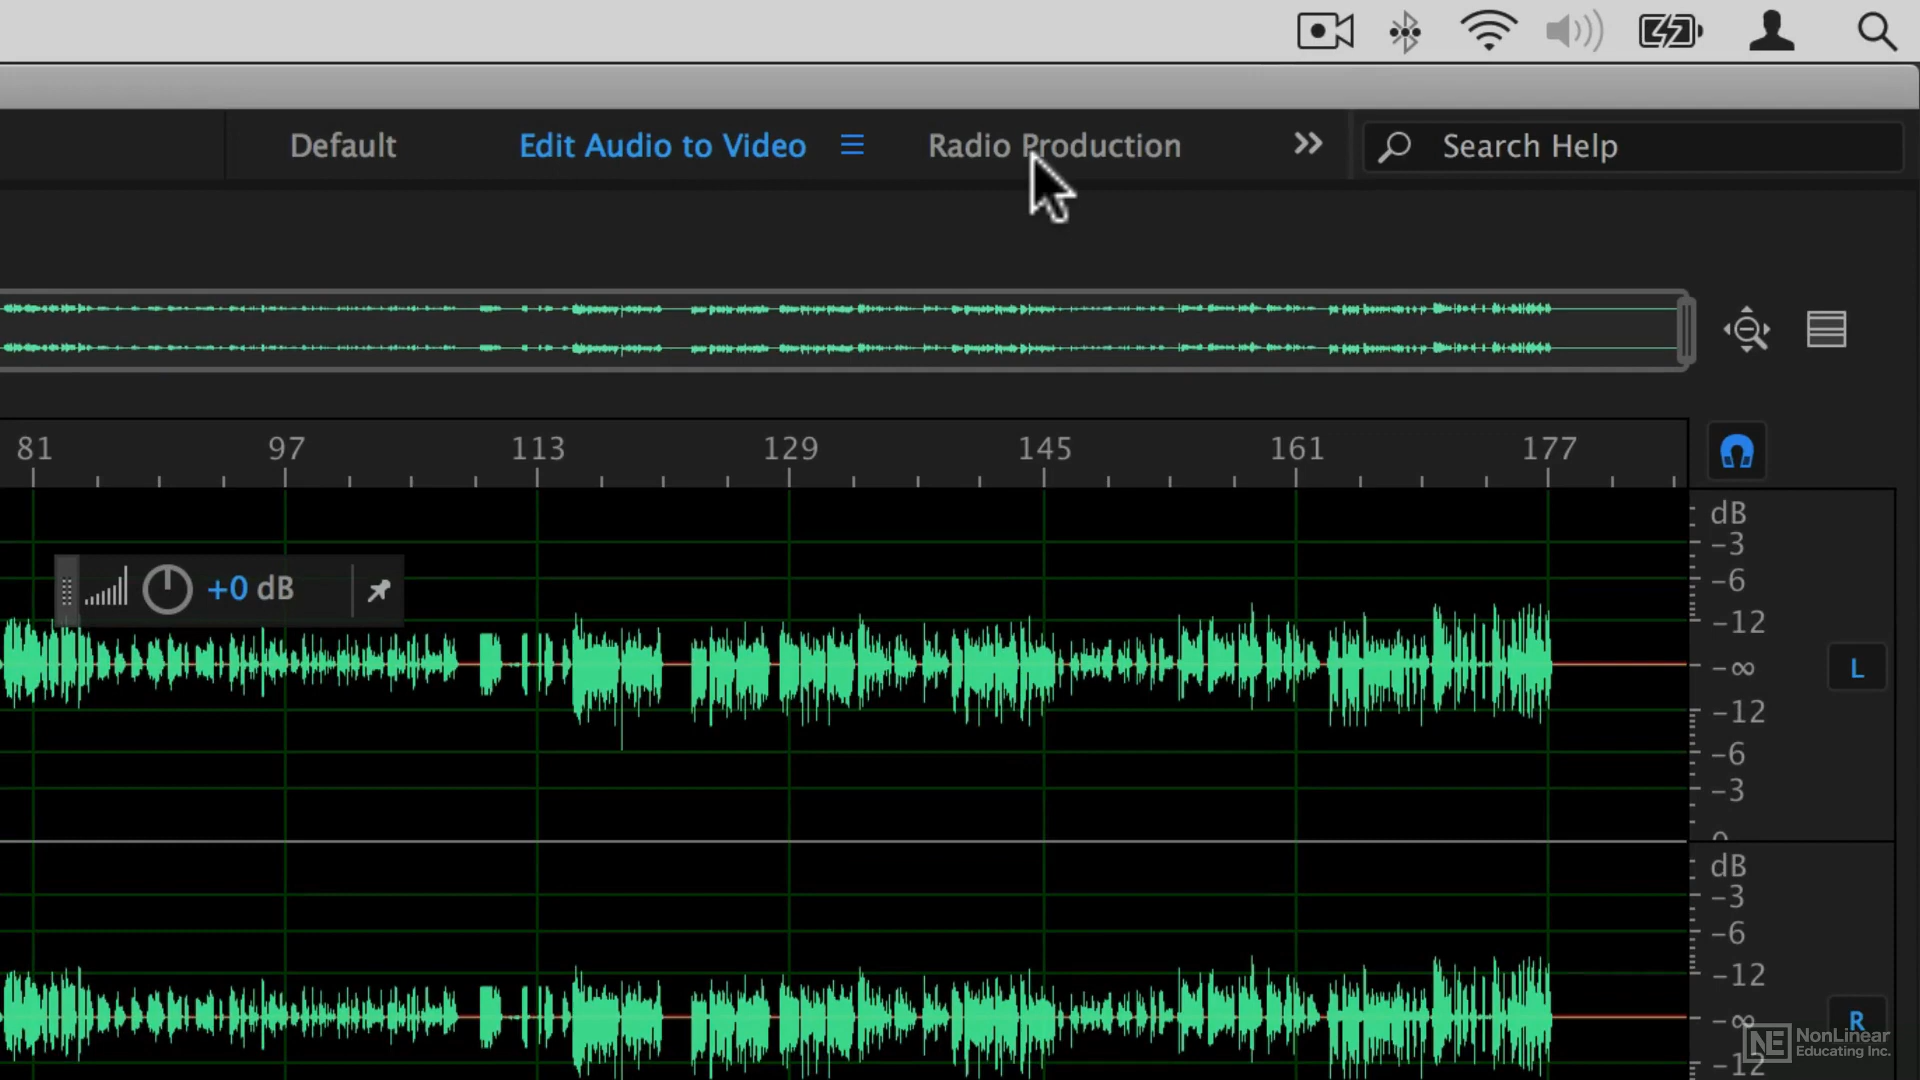 Default Edit Audio to Video Radio Production Search Help
81 97 113 129 145 161 177
dB
-3
-6
+0 dB
-12
-∞ L
-12
-6
-3
dB
-3
-6
-12
-∞ R
NE NonLinear
Educating Inc.
-12